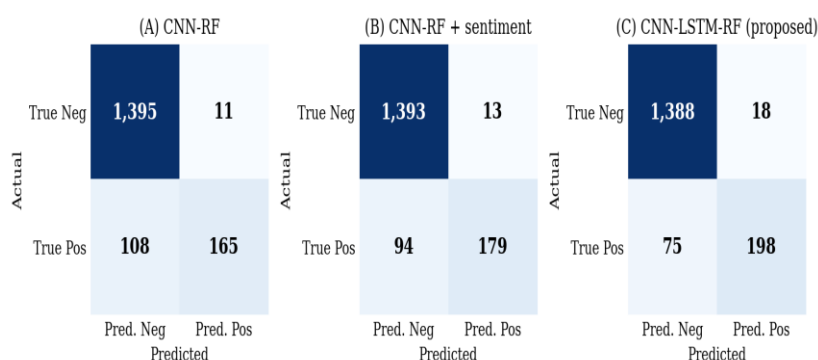 (A) CNN-RF
(B) CNN-RF + sentiment
(C) CNN-LSTM-RF (proposed)
True Neg 1,395 11
True Neg 1,393 13
True Neg 1,388 18
Actual
Actual
Actual
True Pos 108 165
True Pos 94 179
True Pos 75 198
Pred. Neg Pred. Pos
Pred. Neg Pred. Pos
Pred. Neg Pred. Pos
Predicted
Predicted
Predicted